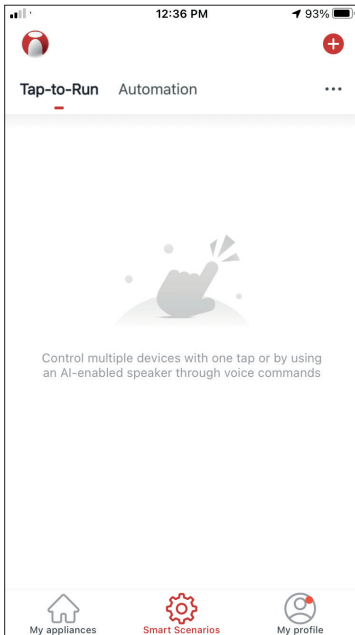 12:36 PM
93%
Tap-to-Run Automation
Control multiple devices with one tap or by using
an AI-enabled speaker through voice commands
My appliances Smart Scenarios My profile